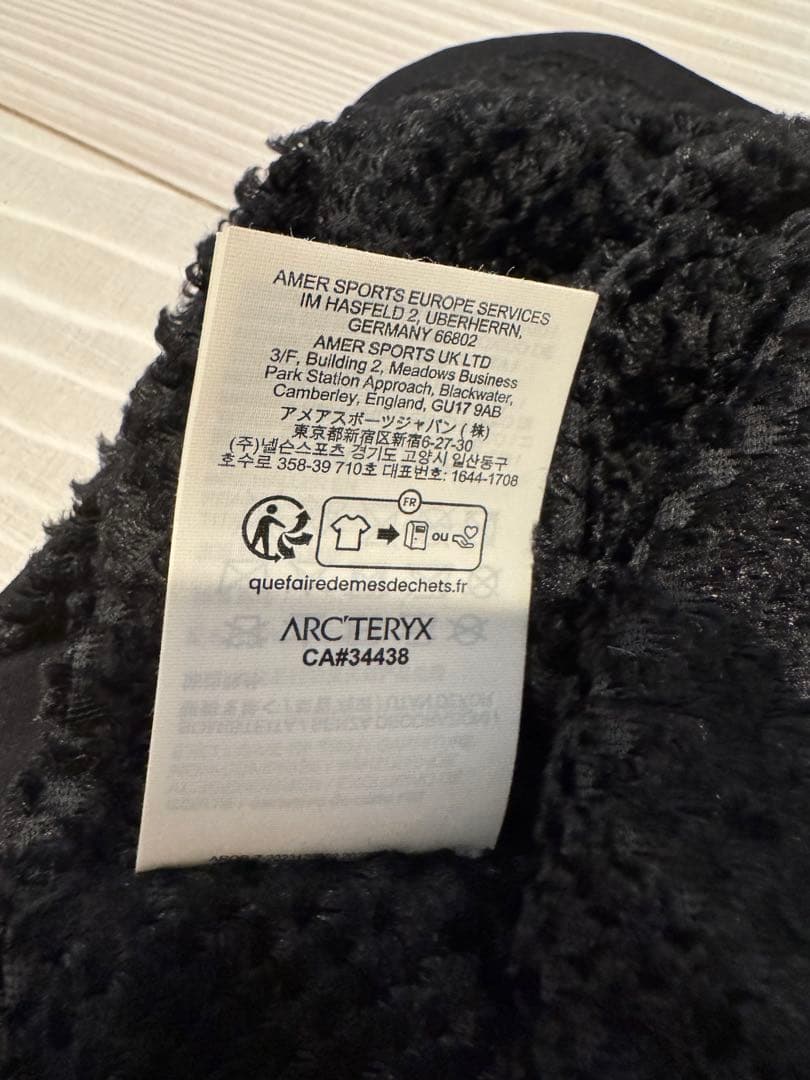 AMER SPORTS EUROPE SERVICES
IM HASFELD 2, UBERHERRN,
GERMANY 66802
AMER SPORTS UK LTD
3/F, Building 2, Meadows Business
Park Station Approach, Blackwater,
Camberley, England, GU17 9AB
アメアスポーツジャパン (株)
東京都新宿区新宿6-27-30
(주)넬슨스포츠 경기도 고양시 일산동구
호수로 358-39 710호 대표번호: 1644-1708
FR
ou
quefairedemesdechets.fr
ARC'TERYX
CA#34438